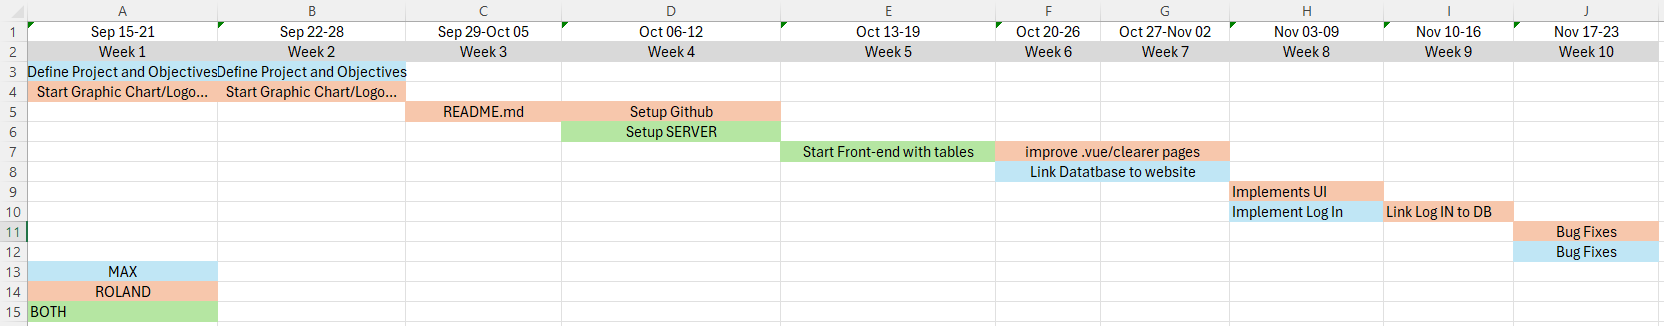 A B C D E F G H I J
1 Sep 15-21 Sep 22-28 Sep 29-Oct 05 Oct 06-12 Oct 13-19 Oct 20-26 Oct 27-Nov 02 Nov 03-09 Nov 10-16 Nov 17-23
2 Week 1 Week 2 Week 3 Week 4 Week 5 Week 6 Week 7 Week 8 Week 9 Week 10
3 Define Project and Objectives Define Project and Objectives
4 Start Graphic Chart/Logo... Start Graphic Chart/Logo...
5 README.md Setup Github
6 Setup SERVER
7 Start Front-end with tables improve .vue/clearer pages
8 Link Datatbase to website
9 Implements UI
10 Implement Log In Link Log IN to DB
11 Bug Fixes
12 Bug Fixes
13 MAX
14 ROLAND
15 BOTH